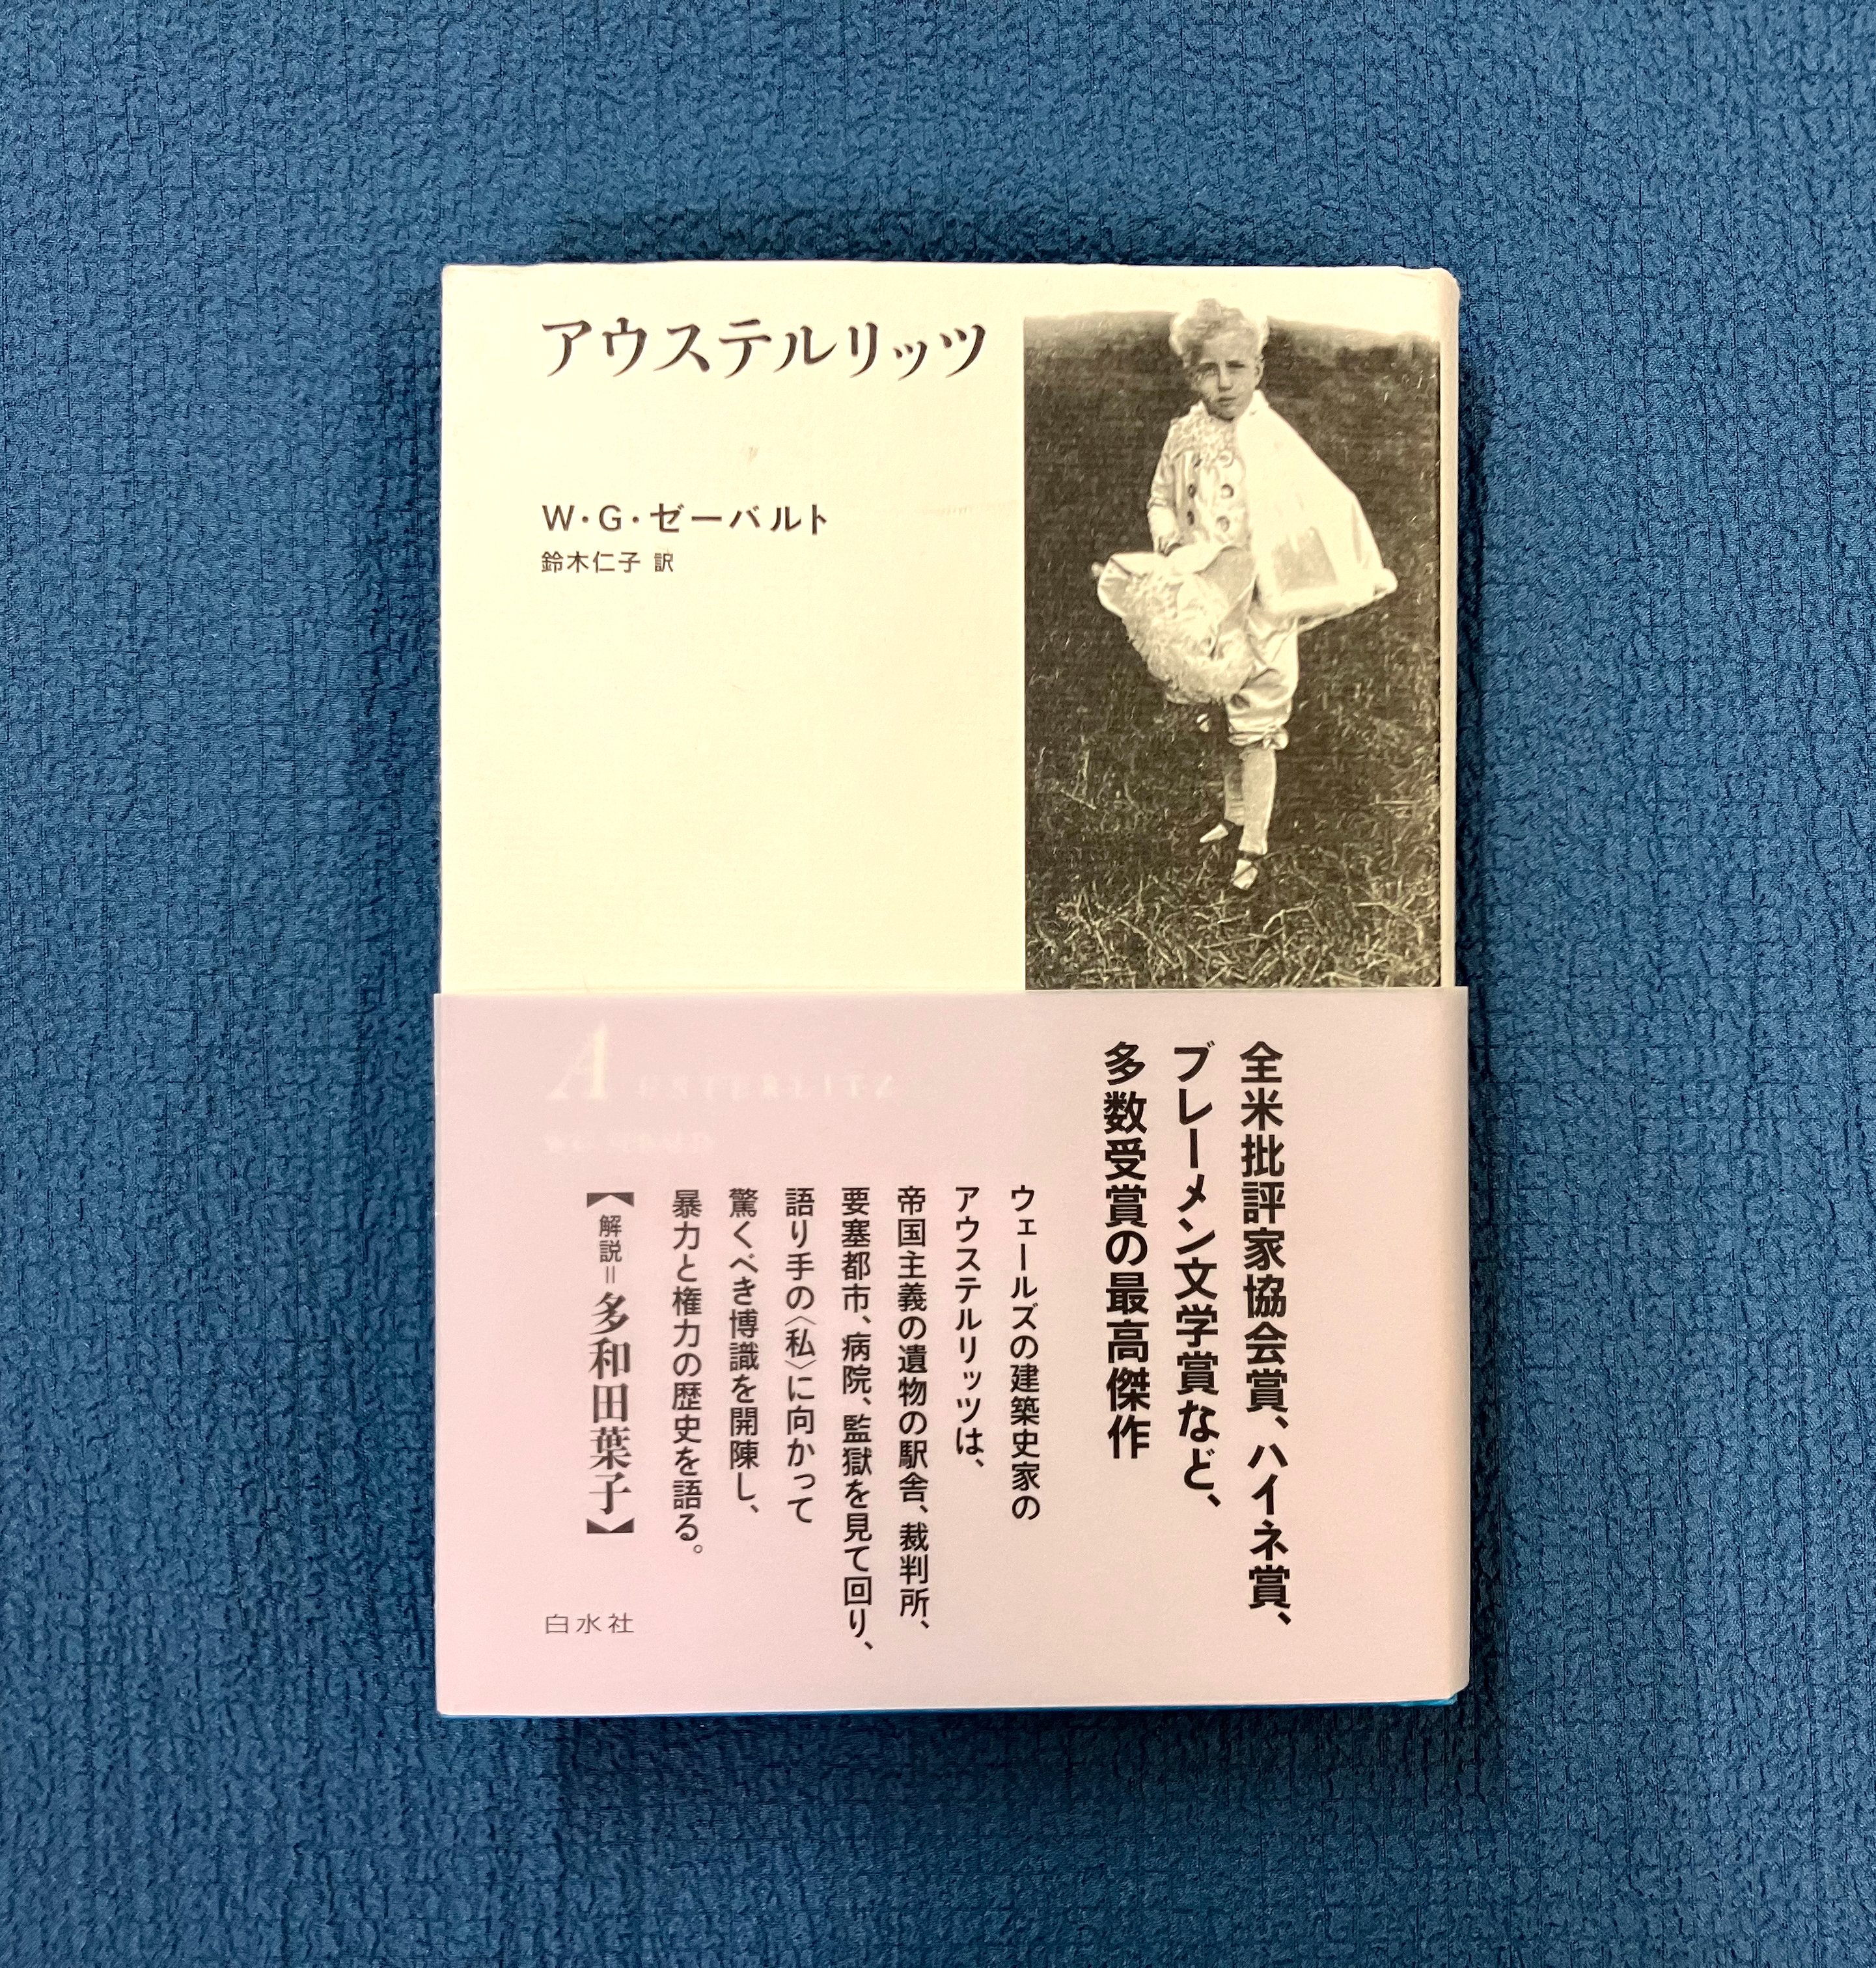 アウステルリッツ
W・G・ゼーバルト
鈴木仁子 訳
全米批評家協会賞、ハイネ賞、
ブレーメン文学賞など、
多数受賞の最高傑作
ウェールズの建築史家の
アウステルリッツは、
帝国主義の遺物の駅舎、裁判所、
要塞都市、病院、監獄を見て回り、
語り手の〈私〉に向かって
驚くべき博識を開陳し、
暴力と権力の歴史を語る。
【解説=多和田葉子】
白水社